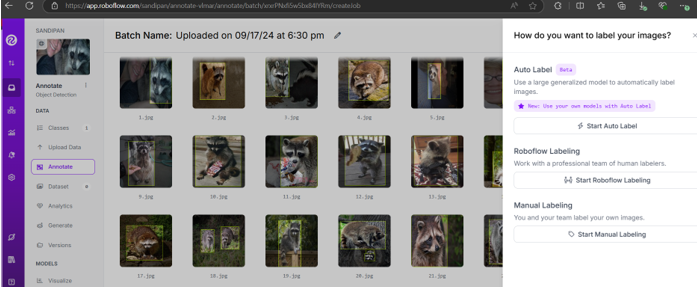 https://app.roboflow.com/sandipan/annotate-vlmar/annotate/batch/xixrPNxfi5w5bx84lYRm/createJob
SANDIPAN
Annotate
Object Detection
DATA
Classes 1
Upload Data
Annotate
Dataset 0
Analytics
Generate
Versions
MODELS
Visualize
Batch Name: Uploaded on 09/17/24 at 6:30 pm
1.jpg 2.jpg 3.jpg 4.jpg 5.jpg
9.jpg 10.jpg 11.jpg 12.jpg 13.jpg
17.jpg 18.jpg 19.jpg 20.jpg 21.jpg
How do you want to label your images?
Auto Label Beta
Use a large generalized model to automatically label
images.
New: Use your own models with Auto Label
Start Auto Label
Roboflow Labeling
Work with a professional team of human labelers.
Start Roboflow Labeling
Manual Labeling
You and your team label your own images.
Start Manual Labeling